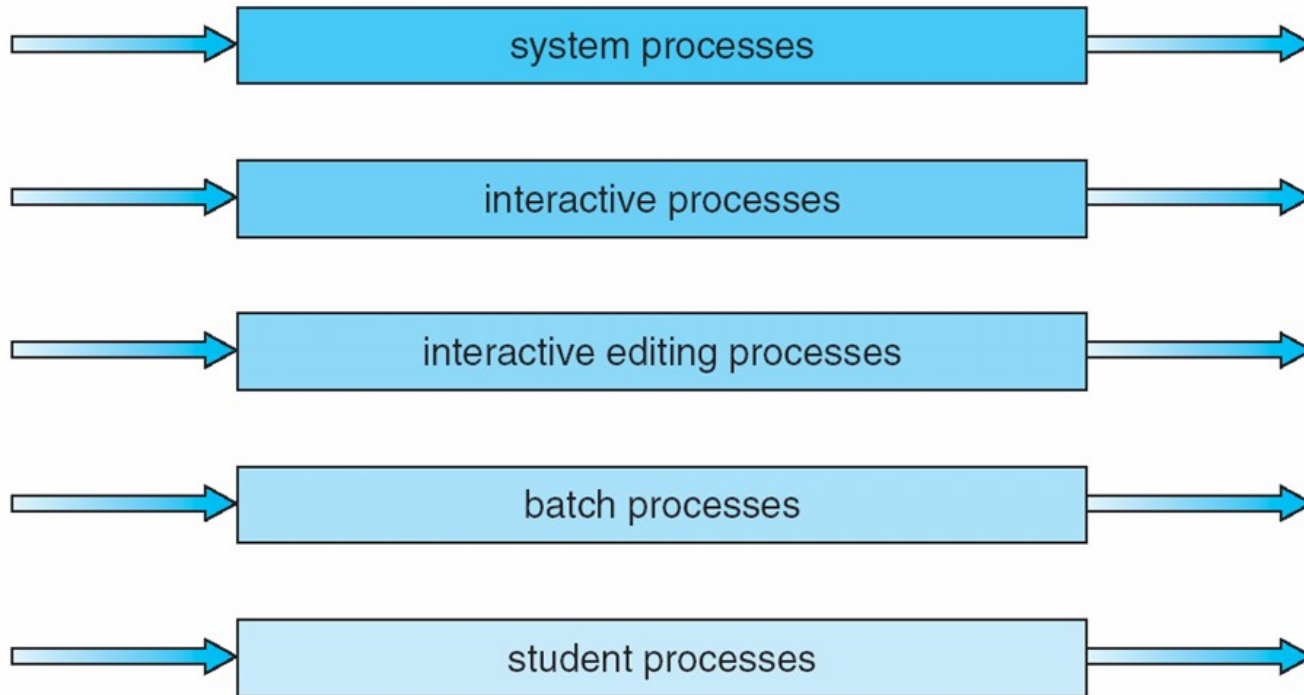 system processes
interactive processes
interactive editing processes
batch processes
student processes